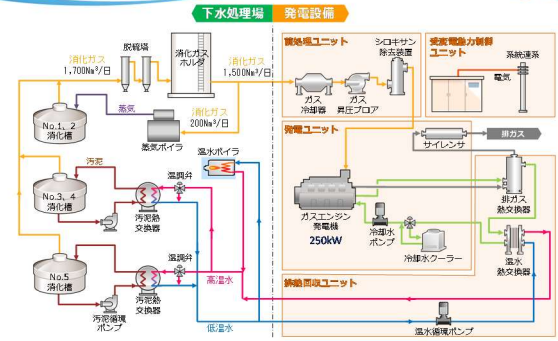 下水処理場
発電設備
消化ガス
1,700Nm³/日
脱硫塔
消化ガス
ホルダ
消化ガス
1,500Nm³/日
前処理ユニット
シロキサン
除去装置
ガス
冷却器
ガス
昇圧ブロア
受変電動力制御
ユニット
系統連系
電気
蒸気
消化ガス
200Nm³/日
蒸気ボイラ
No.1、2
消化槽
発電ユニット
サイレンサ
排ガス
汚泥
温調弁
温水ボイラ
No.3、4
消化槽
汚泥熱
交換器
ガスエンジン
発電機
250kW
冷却水
ポンプ
冷却水クーラー
排ガス
熱交換器
温水
熱交換器
温調弁
高温水
No.5
消化槽
汚泥循環
ポンプ
汚泥熱
交換器
低温水
排熱回収ユニット
温水循環ポンプ